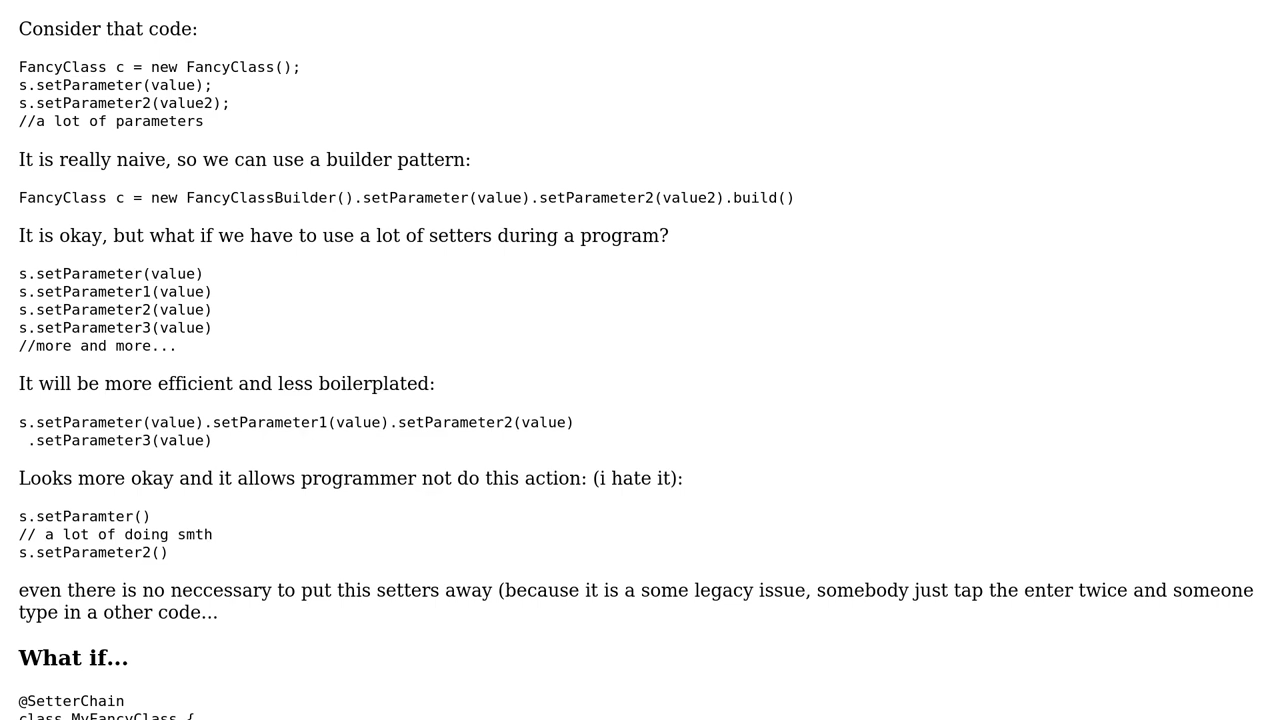 Consider that code:
FancyClass c = new FancyClass();
s.setParameter(value);
s.setParameter2(value2);
//a lot of parameters
It is really naive, so we can use a builder pattern:
FancyClass c = new FancyClassBuilder().setParameter(value).setParameter2(value2).build()
It is okay, but what if we have to use a lot of setters during a program?
s.setParameter(value)
s.setParameter1(value)
s.setParameter2(value)
s.setParameter3(value)
//more and more...
It will be more efficient and less boilerplated:
s.setParameter(value).setParameter1(value).setParameter2(value)
.setParameter3(value)
Looks more okay and it allows programmer not do this action: (i hate it):
s.setParamter()
// a lot of doing smth
s.setParameter2()
even there is no neccessary to put this setters away (because it is a some legacy issue, somebody just tap the enter twice and someone
type in a other code...
What if...
@SetterChain
class MyFancyClass {